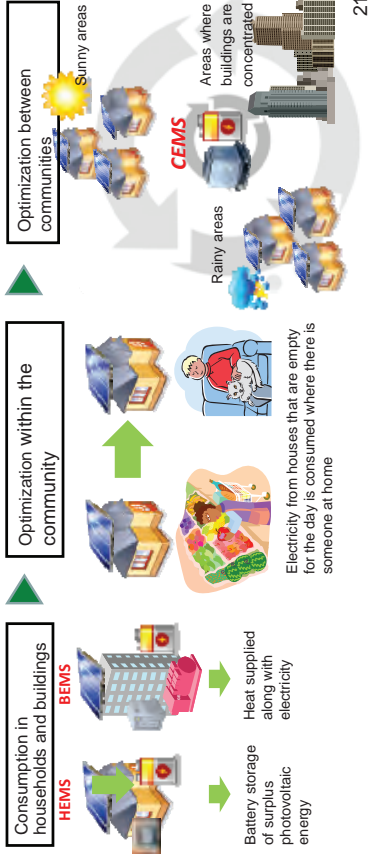 Consumption in
households and buildings
HEMS
BEMS
Battery storage
of surplus
photovoltaic
energy
Heat supplied
along with
electricity
Optimization within the
community
Electricity from houses that are empty
for the day is consumed where there is
someone at home
Optimization between
communities
Sunny areas
CEMS
Rainy areas
Areas where
buildings are
concentrated
21